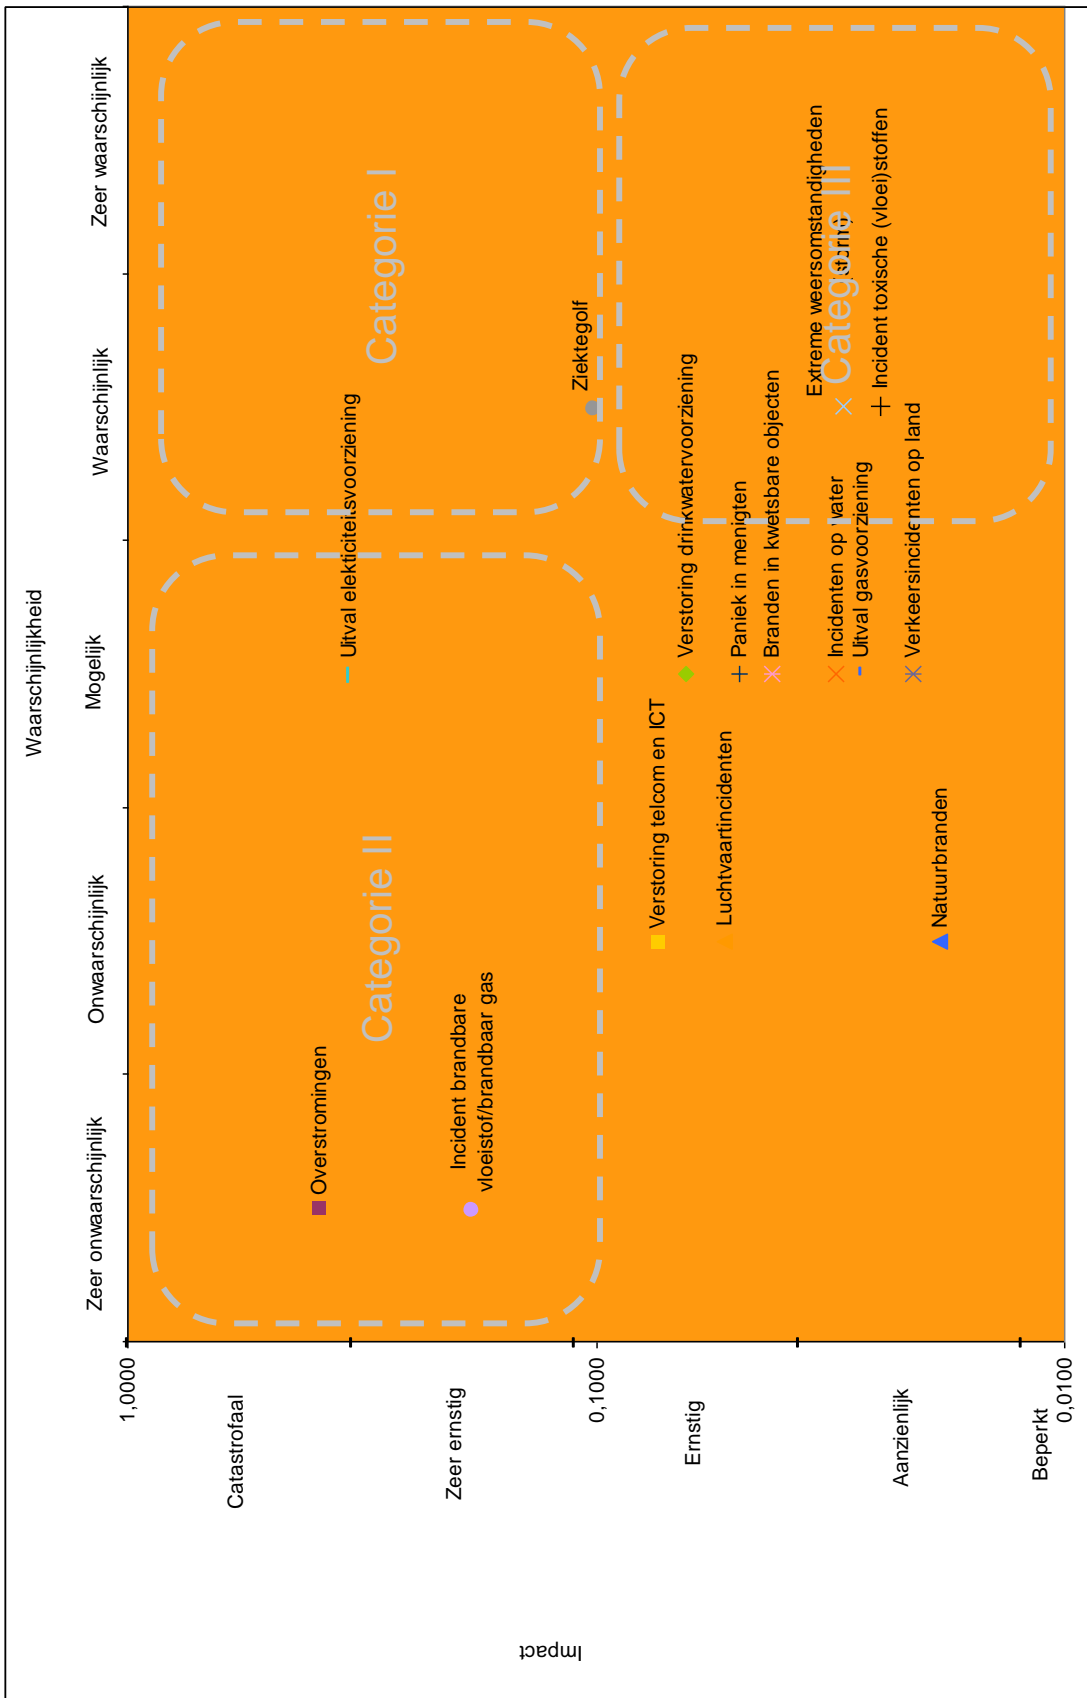 Waarschijnlijkheid
Zeer onwaarschijnlijk
Onwaarschijnlijk
Mogelijk
Waarschijnlijk
Zeer waarschijnlijk
Impact
1,0000
Catastrofaal
Zeer ernstig
0,1000
Ernstig
Aanzienlijk
Beperkt
0,0100
Categorie II
Categorie I
Categorie III
Overstromingen
Uitval elekticiteitsvoorziening
Incident brandbare
vloeistof/brandbaar gas
Ziektegolf
Verstoring telcom en ICT
Verstoring drinkwatervoorziening
Luchtvaartincidenten
Paniek in menigten
Branden in kwetsbare objecten
Extreme weersomstandigheden
(storm)
Incidenten op water
Uitval gasvoorziening
Incident toxische (vloei)stoffen
Verkeersincidenten op land
Natuurbranden